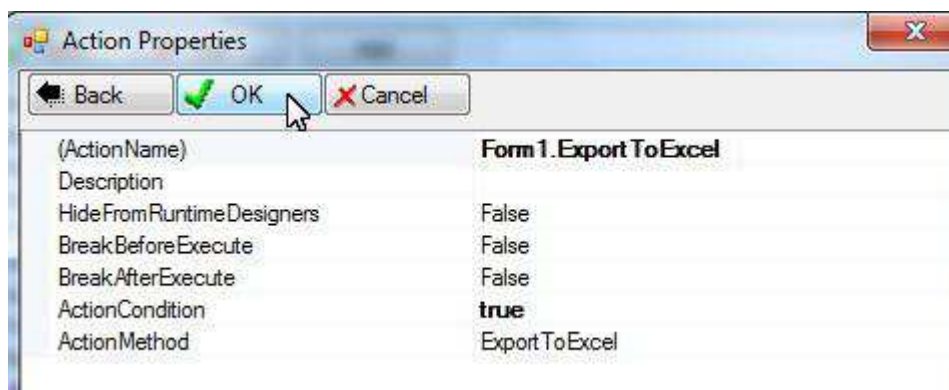 Action Properties
Back OK Cancel
(ActionName) Form1.ExportToExcel
Description
HideFromRuntimeDesigners False
BreakBeforeExecute False
BreakAfterExecute False
ActionCondition true
ActionMethod ExportToExcel